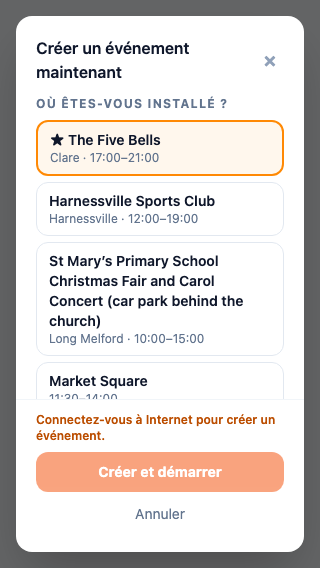 Créer un événement
maintenant
OÙ ÊTES-VOUS INSTALLÉ ?
★ The Five Bells
Clare · 17:00–21:00
Harnessville Sports Club
Harnessville · 12:00–19:00
St Mary’s Primary School
Christmas Fair and Carol
Concert (car park behind the
church)
Long Melford · 10:00–15:00
Market Square
11:30–14:00
Connectez-vous à Internet pour créer un
événement.
Créer et démarrer
Annuler